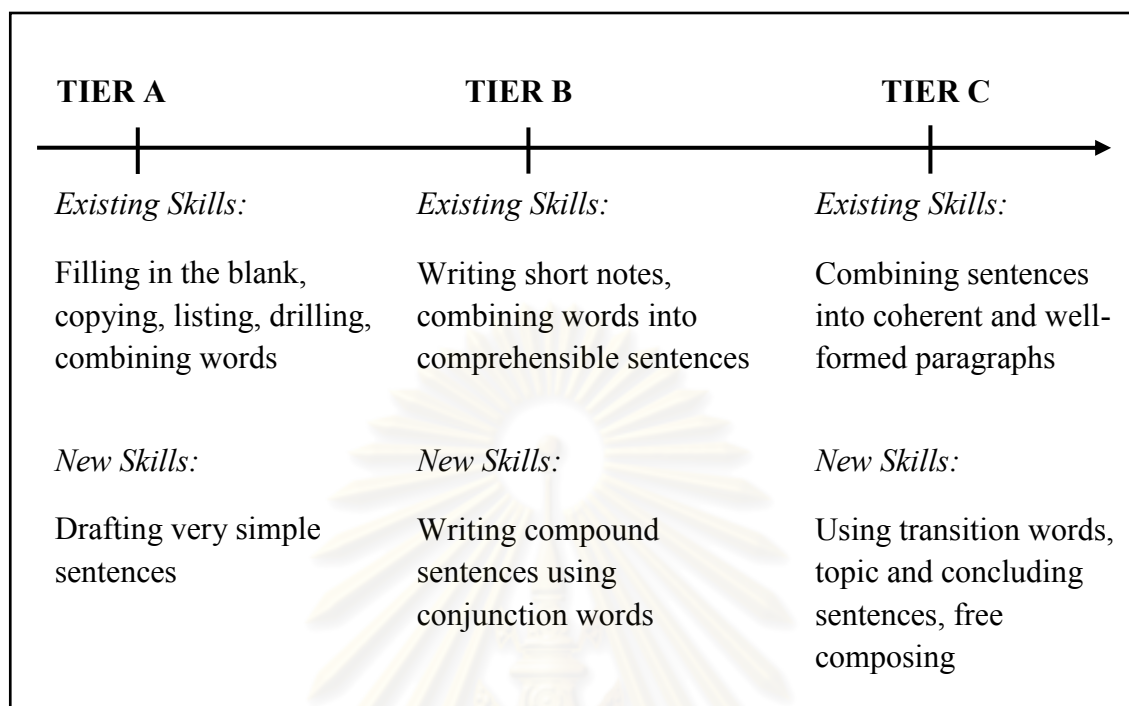 TIER A
TIER B
TIER C
Existing Skills:
Existing Skills:
Existing Skills:
Filling in the blank,
copying, listing, drilling,
combining words
Writing short notes,
combining words into
comprehensible sentences
Combining sentences
into coherent and well-
formed paragraphs
New Skills:
New Skills:
New Skills:
Drafting very simple
sentences
Writing compound
sentences using
conjunction words
Using transition words,
topic and concluding
sentences, free
composing